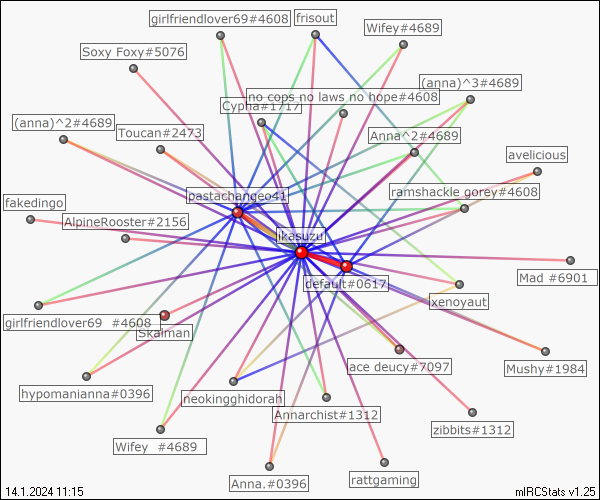 girlfriendlover69#4608
frisout
Wifey#4689
Soxy Foxy#5076
(anna)^3#4689
no cops no laws no hope#4608
Cypha#1717
(anna)^2#4689
Toucan#2473
Anna^2#4689
avelicious
pastachangeo41
ramshackle gorey#4608
fakedingo
AlpineRooster#2156
ikasuzu
Mad #6901
default#0617
xenoyaut
girlfriendlover69 #4608
Skalman
ace deucy#7097
Mushy#1984
hypomanianna#0396
neokingghidorah
Annarchist#1312
zibbits#1312
Wifey #4689
Anna.#0396
rattgaming
14.1.2024 11:15
mIRCStats v1.25